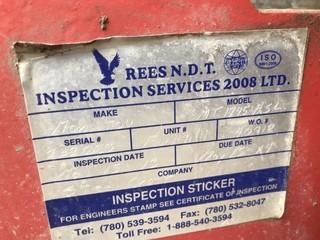 REES N.D.T.
ISO
INSPECTION SERVICES 2008 LTD.
MAKE MODEL
SERIAL # UNIT # W.O. #
INSPECTION DATE DUE DATE
COMPANY
INSPECTION STICKER
FOR ENGINEERS STAMP SEE CERTIFICATE OF INSPECTION
Tel: (780) 539-3594 Fax: (780) 532-8047
Toll Free: 1-888-540-3594